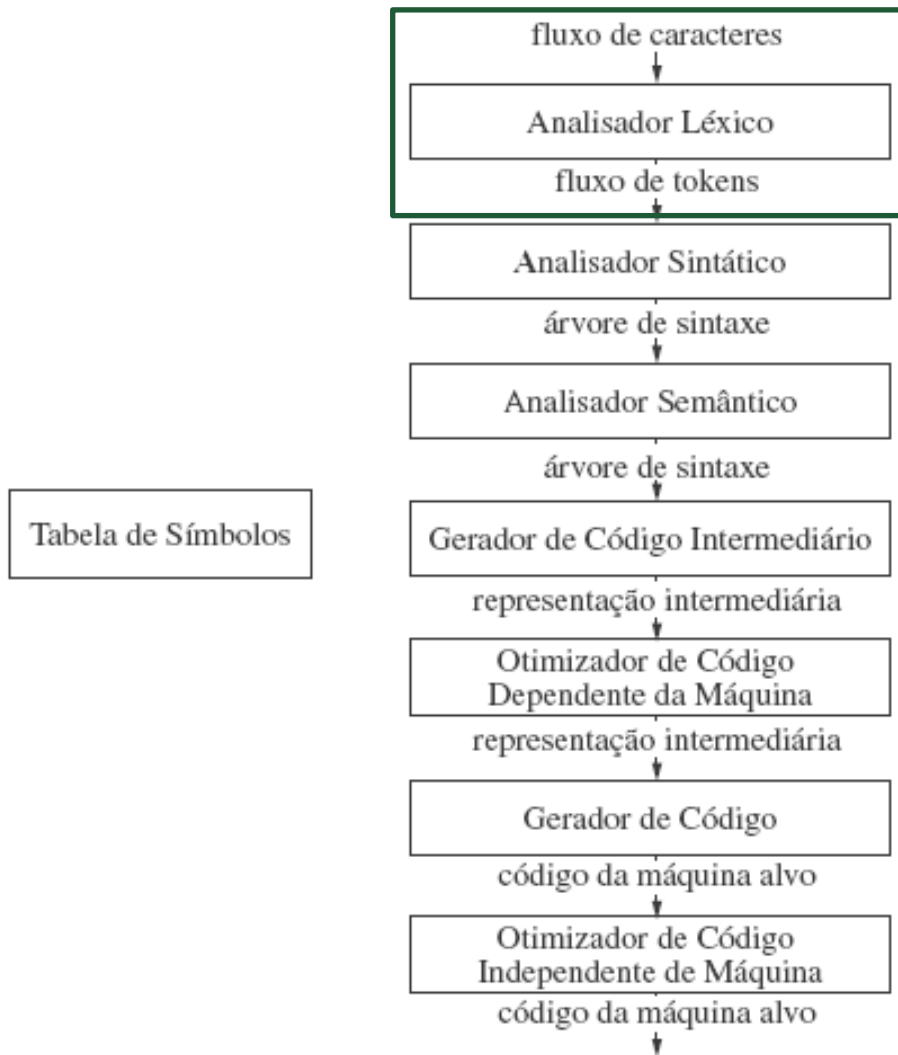 fluxo de caracteres
Analisador Léxico
fluxo de tokens
Analisador Sintático
árvore de sintaxe
Analisador Semântico
árvore de sintaxe
Tabela de Símbolos
Gerador de Código Intermediário
representação intermediária
Otimizador de Código
Dependente da Máquina
representação intermediária
Gerador de Código
código da máquina alvo
Otimizador de Código
Independente de Máquina
código da máquina alvo